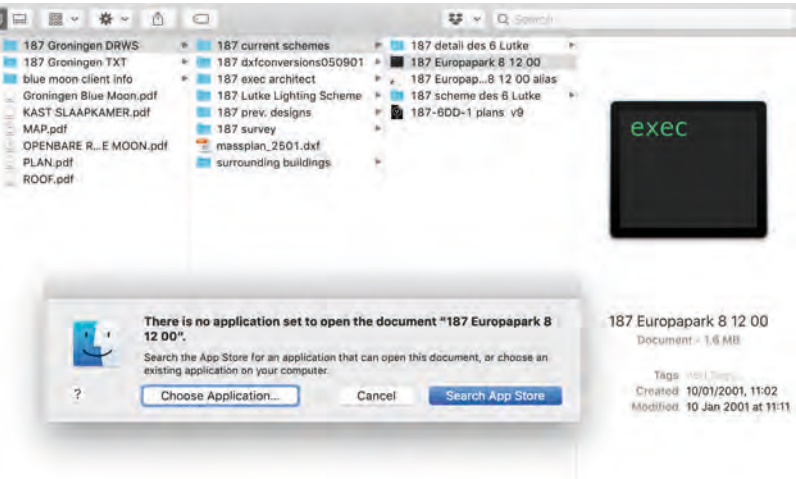 Search
187 Groningen DRWS
187 Groningen TXT
blue moon client info
Groningen Blue Moon.pdf
KAST SLAAPKAMER.pdf
MAP.pdf
OPENBARE R...E MOON.pdf
PLAN.pdf
ROOF.pdf
187 current schemes
187 dxfconversions050901
187 exec architect
187 Lutke Lighting Scheme
187 prev. designs
187 survey
massplan_2501.dxf
surrounding buildings
187 detail des 6 Lutke
187 Europapark 8 12 00
187 Europap...8 12 00 alias
187 scheme des 6 Lutke
187-6DD-1 plans v9
exec
There is no application set to open the document "187 Europapark 8
12 00".
Search the App Store for an application that can open this document, or choose an
existing application on your computer.
?
Choose Application...
Cancel
Search App Store
187 Europapark 8 12 00
Document - 1.6 MB
Tags
Created 10/01/2001, 11:02
Modified 10 Jan 2001 at 11:11